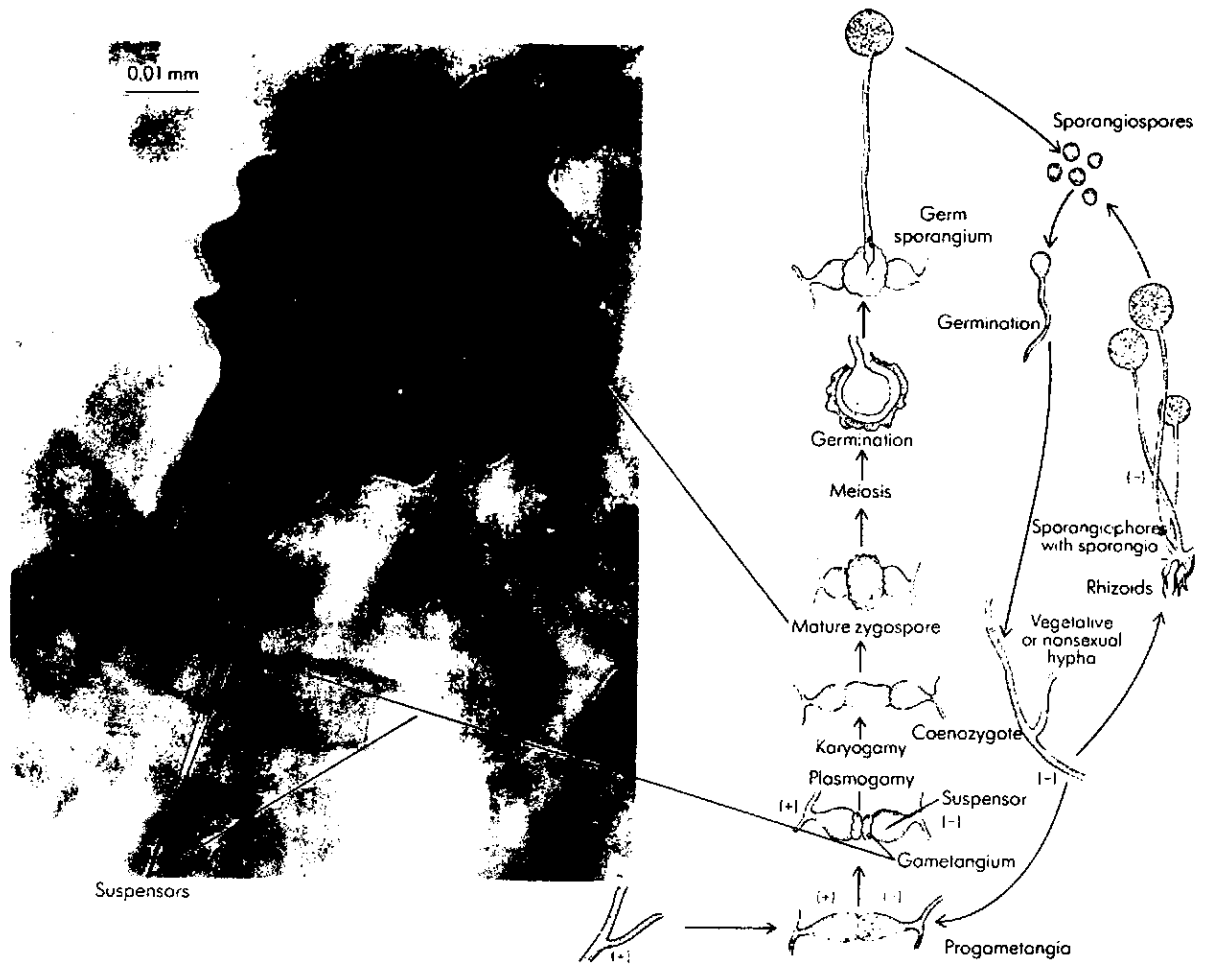 0.01 mm
Sporangiospores
Germ
sporangium
Germination
Germination
Meiosis
(-)
Sporangiophores
with sporangia
Rhizoids
Mature zygospore
Vegetative
or nonsexual
hypha
Coenozygote
Karyogamy
(-)
Plasmogamy
(+)
Suspensor
(-)
Gametangium
Suspensors
(+)
(-)
(+)
Progametangia